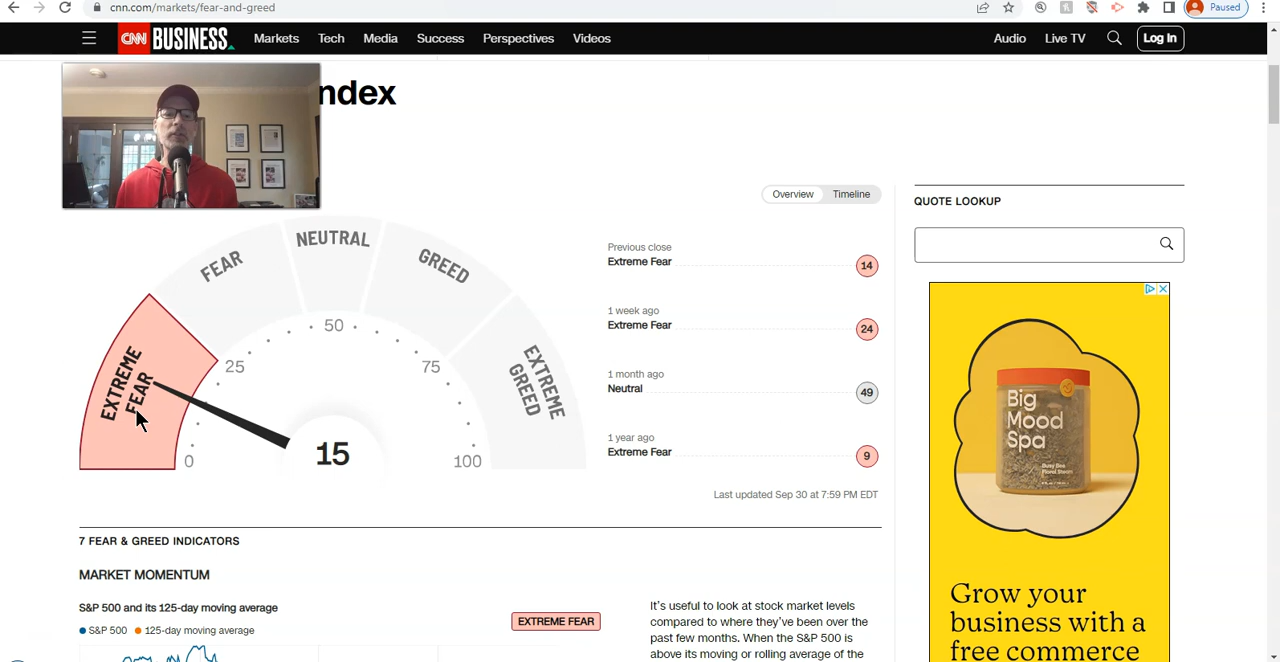 cnn.com/markets/fear-and-greed
Paused
CNN BUSINESS
Markets Tech Media Success Perspectives Videos
Audio Live TV Log In
ndex
Overview Timeline
EXTREME FEAR
FEAR
NEUTRAL
GREED
EXTREME GREED
0
25
50
75
100
15
Previous close
Extreme Fear 14
1 week ago
Extreme Fear 24
1 month ago
Neutral 49
1 year ago
Extreme Fear 9
Last updated Sep 30 at 7:59 PM EDT
7 FEAR & GREED INDICATORS
MARKET MOMENTUM
S&P 500 and its 125-day moving average
S&P 500 125-day moving average
EXTREME FEAR
It's useful to look at stock market levels
compared to where they've been over the
past few months. When the S&P 500 is
above its moving or rolling average of the
QUOTE LOOKUP
Big
Mood
Spa
Busy Bee
Floral Steam
Grow your
business with a
free commerce